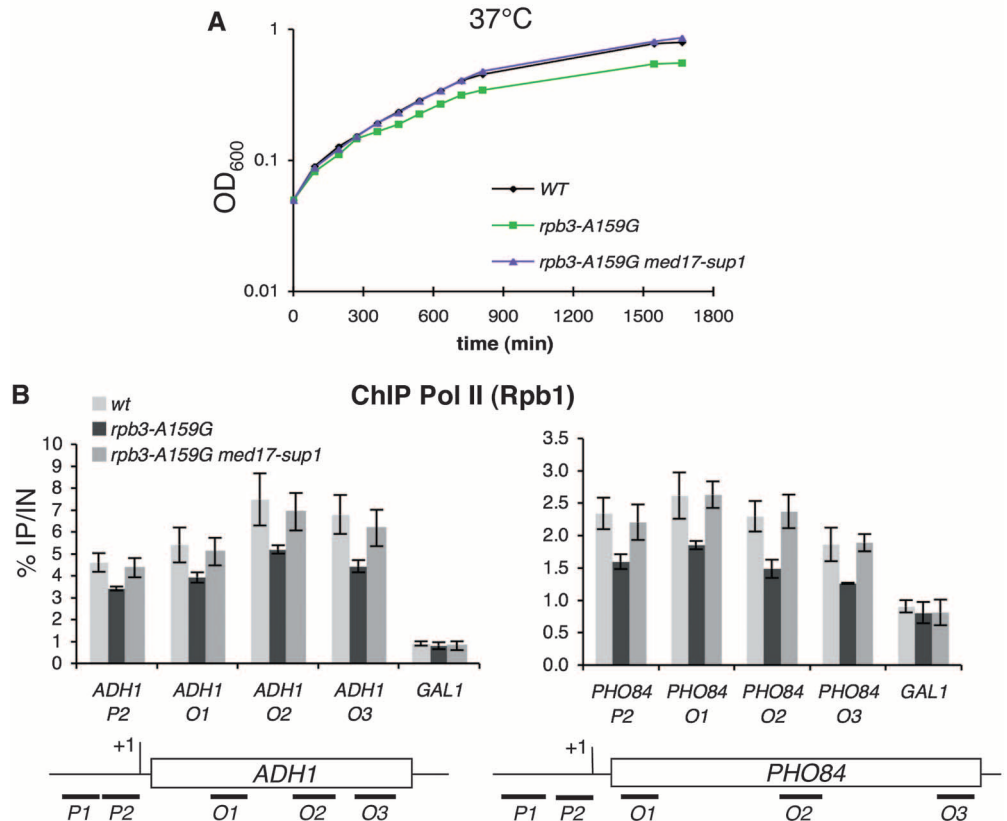 A
37°C
1
0.1
0.01
OD600
0 300 600 900 1200 1500 1800
time (min)
WT
rpb3-A159G
rpb3-A159G med17-sup1
B
ChIP Pol II (Rpb1)
wt
rpb3-A159G
rpb3-A159G med17-sup1
% IP/IN
10
9
8
7
6
5
4
3
2
1
0
ADH1 ADH1 ADH1 ADH1 GAL1
P2 O1 O2 O3
3.5
3.0
2.5
2.0
1.5
1.0
0.5
0.0
PHO84 PHO84 PHO84 PHO84 GAL1
P2 O1 O2 O3
+1
ADH1
P1 P2 O1 O2 O3
+1
PHO84
P1 P2 O1 O2 O3